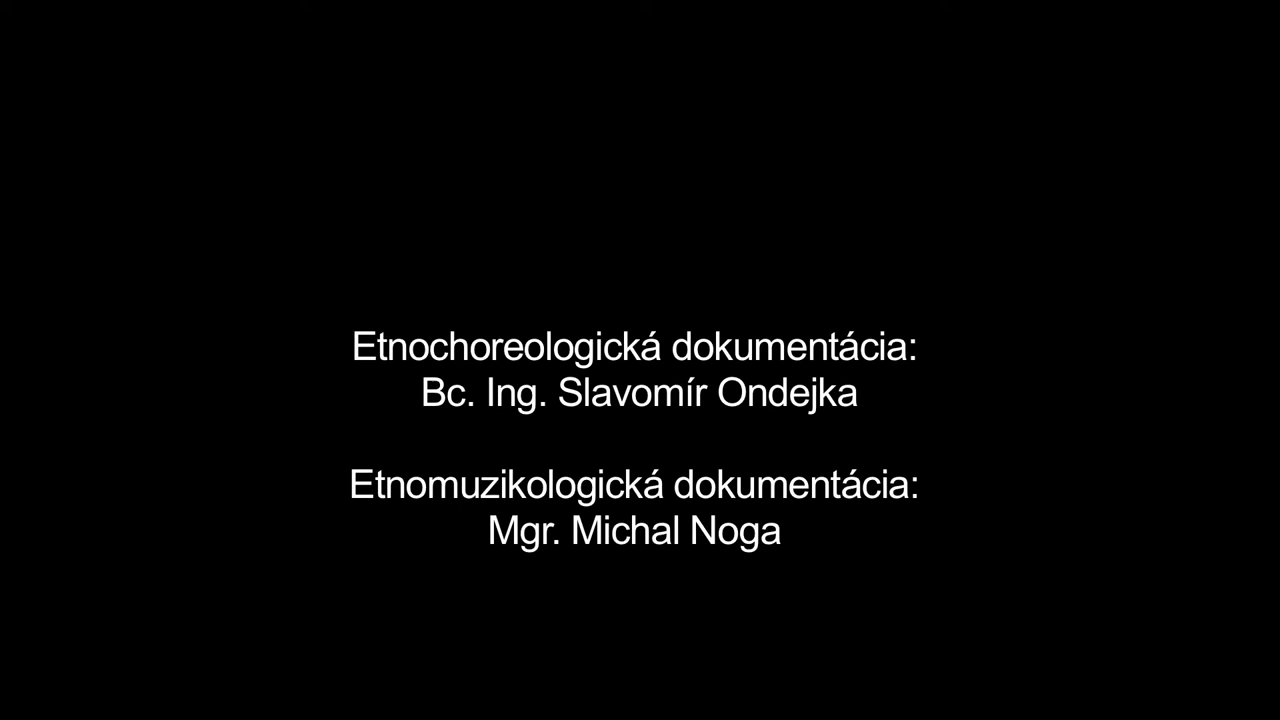 Etnochoreologická dokumentácia:
Bc. Ing. Slavomír Ondejka
Etnomuzikologická dokumentácia:
Mgr. Michal Noga